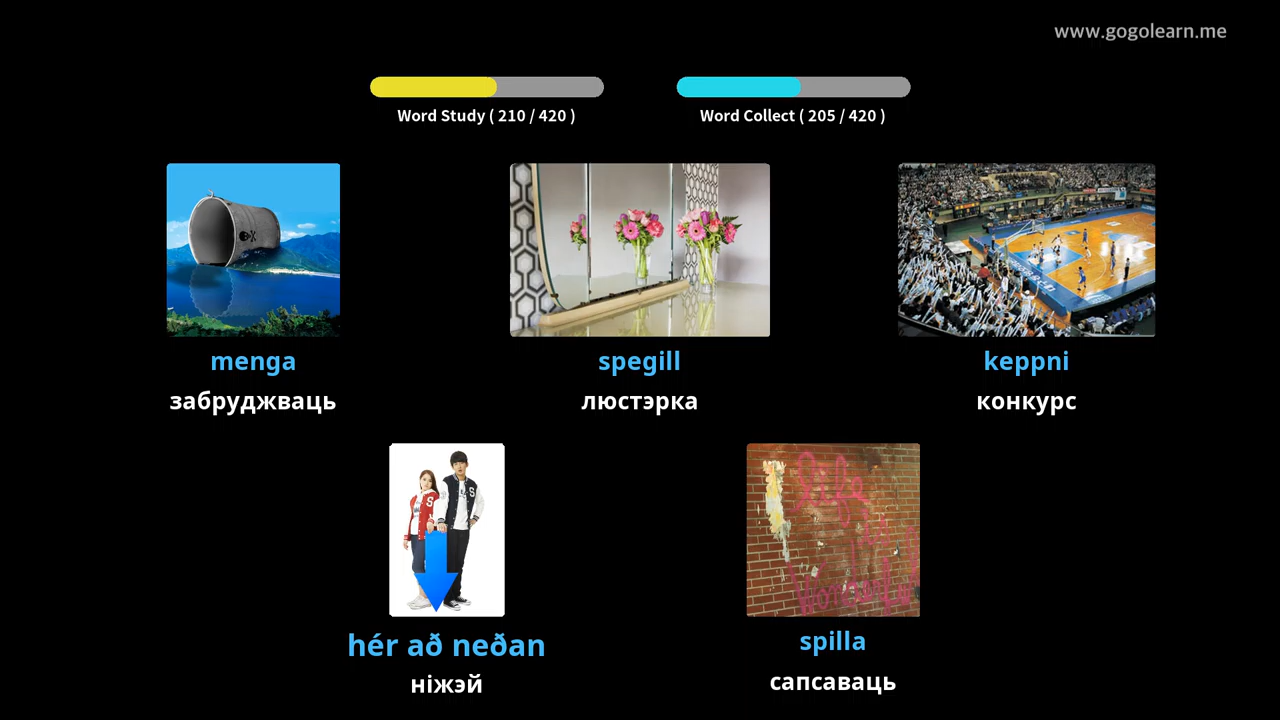 www.gogolearn.me
Word Study ( 210 / 420 )
Word Collect ( 205 / 420 )
menga
забруджваць
spegill
люстэрка
keppni
конкурс
hér að neðan
ніжэй
spilla
сапсаваць